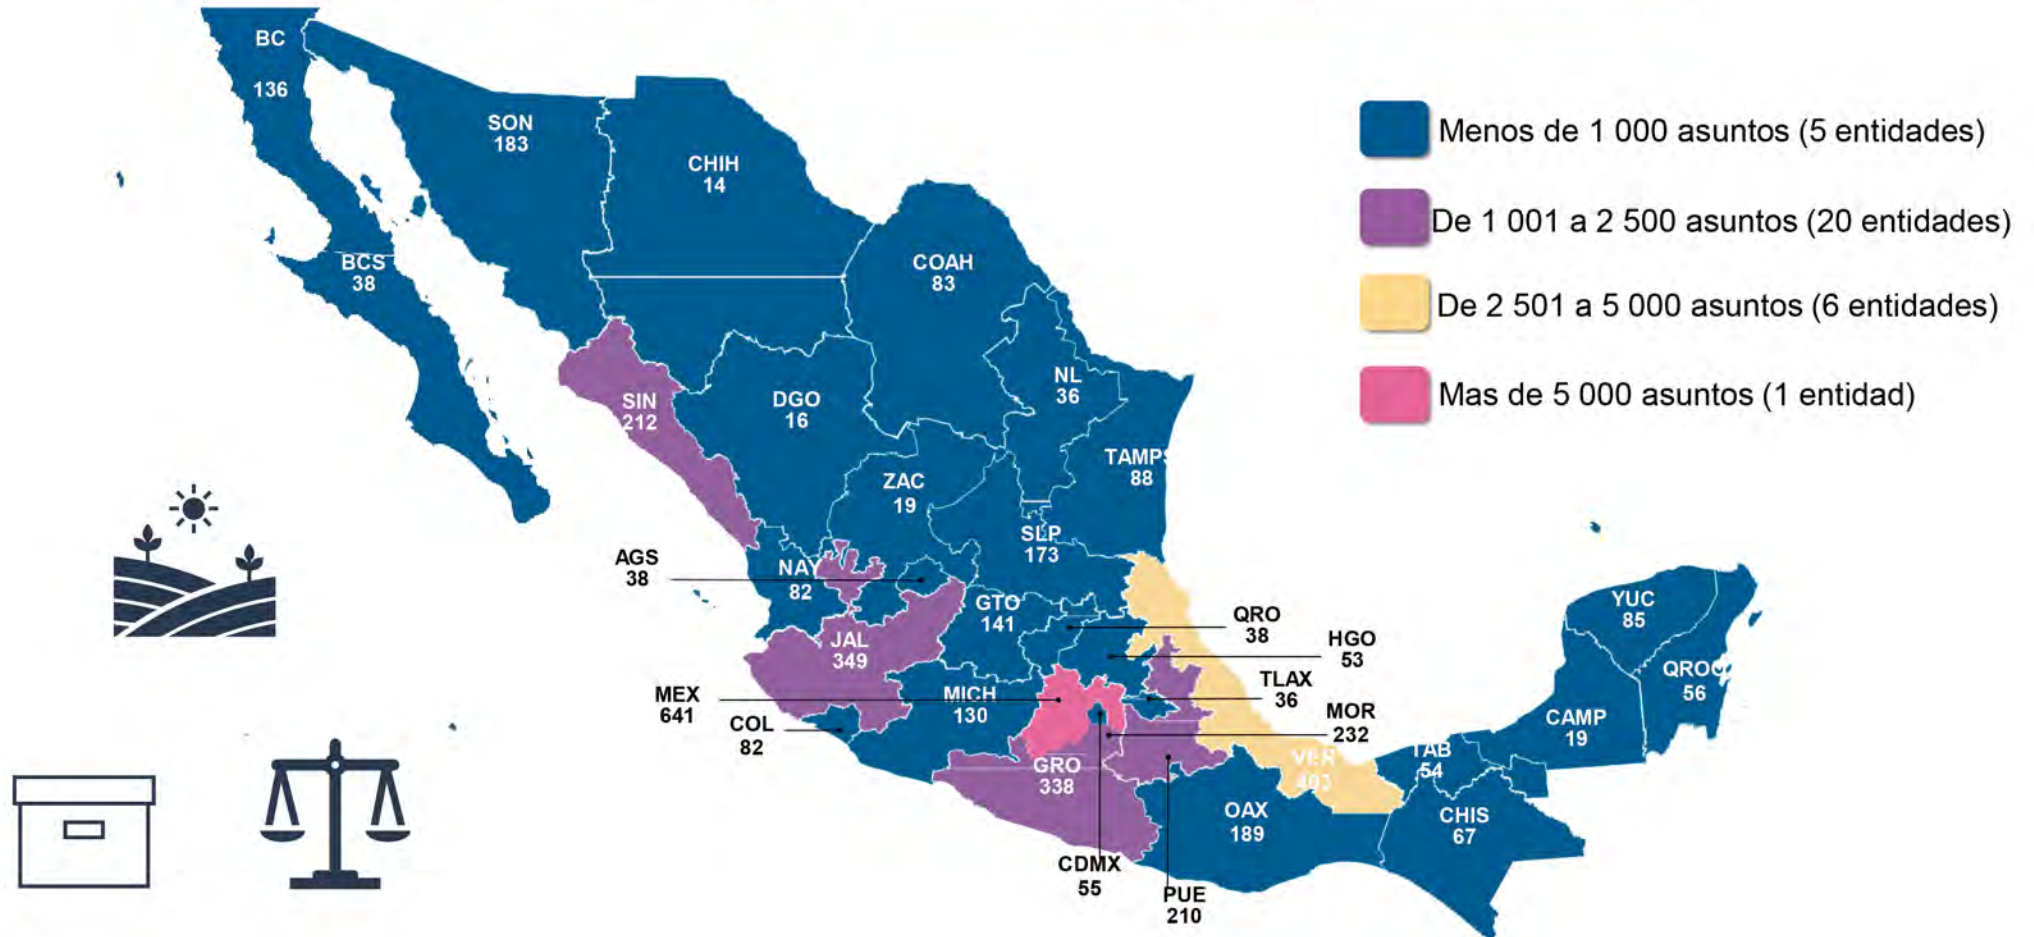 BC
136
SON
183
CHIH
14
BCS
38
COAH
83
NL
36
SIN
212
DGO
16
TAMPS
88
ZAC
19
SLP
173
AGS
38
NAY
82
GTO
141
JAL
349
QRO
38
HGO
53
TLAX
36
MOR
232
MEX
641
COL
82
MICH
130
GRO
338
CDMX
55
PUE
210
VER
OAX
189
TAB
54
CHIS
67
CAMP
19
YUC
85
QROO
56
Menos de 1 000 asuntos (5 entidades)
De 1 001 a 2 500 asuntos (20 entidades)
De 2 501 a 5 000 asuntos (6 entidades)
Mas de 5 000 asuntos (1 entidad)